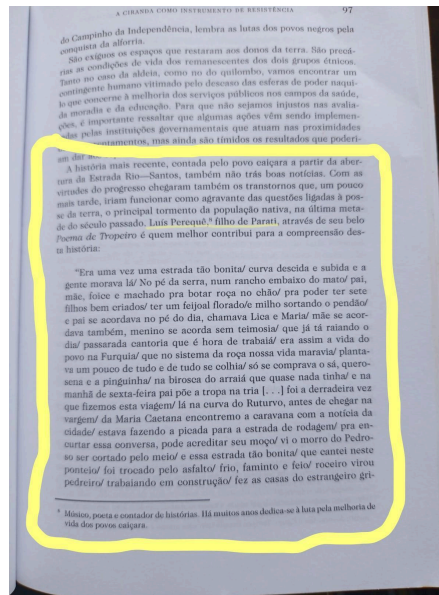 A CIRANDA COMO INSTRUMENTO DE RESISTÊNCIA 97
do Campinho da Independência, lembra as lutas dos povos negros pela
conquista da alforria.
São exíguos os espaços que restaram aos donos da terra. São precá-
rias as condições de vida dos remanescentes dos dois grupos étnicos.
Tanto no caso da aldeia, como no do quilombo, vamos encontrar um
contingente humano vitimado pelo descaso das esferas de poder naqui-
lo que concerne à melhoria dos serviços públicos nos campos da saúde,
da moradia e da educação. Para que não sejamos injustos nas avalia-
ções, é importante ressaltar que algumas ações vêm sendo implemen-
tadas pelas instituições governamentais que atuam nas proximidades
mas ainda são tímidos os resultados que poderi-
am dar
A história mais recente, contada pelo povo caiçara a partir da aber-
tura da Estrada Rio—Santos, também não trás boas notícias. Com as
virtudes do progresso chegaram também os transtornos que, um pouco
mais tarde, iriam funcionar como agravante das questões ligadas à pos-
se da terra, o principal tormento da população nativa, na última meta-
de do século passado. Luís Perequê,⁹ filho de Parati, através de seu belo
Poema de Tropeiro é quem melhor contribui para a compreensão des-
ta história:
"Era uma vez uma estrada tão bonita/ curva descida e subida e a
gente morava lá/ No pé da serra, num rancho embaixo do mato/ pai,
mãe, foice e machado pra botar roça no chão/ pra poder ter sete
filhos bem criados/ ter um feijoal florado/e milho sortando o pendão/
e pai se acordava no pé do dia, chamava Lica e Maria/ mãe se acor-
dava também, menino se acorda sem teimosia/ que já tá raiando o
dia/ passarada cantoria que é hora de trabaiá/ era assim a vida do
povo na Furquia/ que no sistema da roça nossa vida maravia/ planta-
va um pouco de tudo e de tudo se colhia/ só se comprava o sá, quero-
sena e a pinguinha/ na birosca do arraiá que quase nada tinha/ e na
manhã de sexta-feira pai põe a tropa na tria [. . .] foi a derradeira vez
que fizemos esta viagem/ lá na curva do Ruturvo, antes de chegar na
vargem/ da Maria Caetana encontremo a caravana com a notícia da
cidade/ estava fazendo a picada para a estrada de rodagem/ pra en-
curtar essa conversa, pode acreditar seu moço/ vi o morro do Pedro-
so ser cortado pelo meio/ e essa estrada tão bonita/ que cantei neste
ponteio/ foi trocado pelo asfalto/ frio, faminto e feio/ roceiro virou
pedreiro/ trabaiando em construção/ fez as casas do estrangeiro gri-
⁹ Músico, poeta e contador de histórias. Há muitos anos dedica-se à luta pela melhoria de
vida dos povos caiçara.